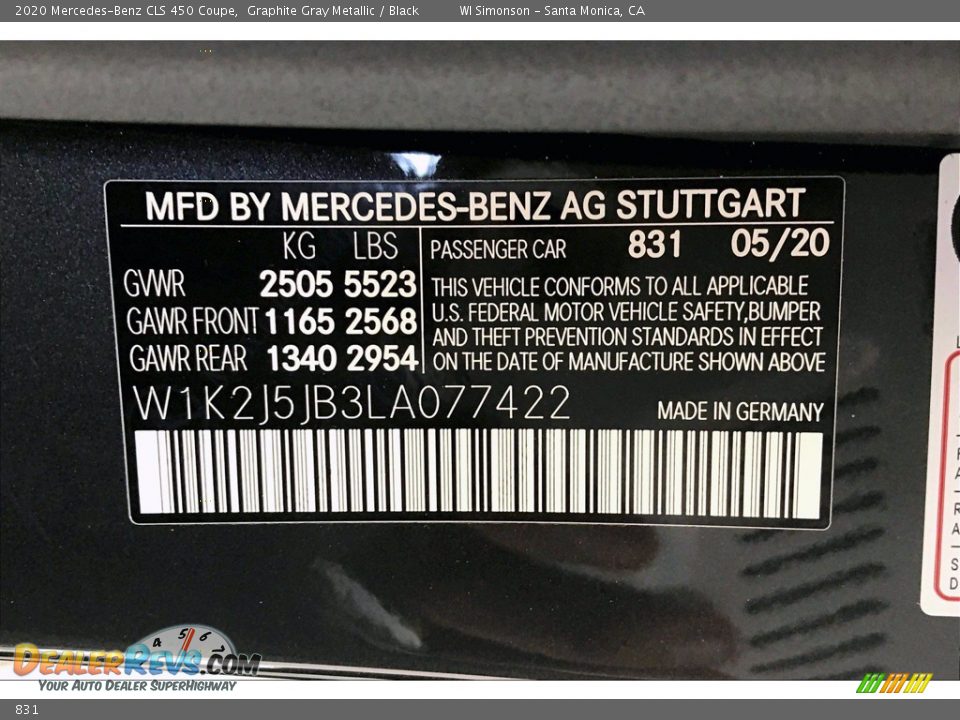 2020 Mercedes-Benz CLS 450 Coupe, Graphite Gray Metallic / Black WI Simonson - Santa Monica, CA
MFD BY MERCEDES-BENZ AG STUTTGART
KG LBS
GVWR 2505 5523
GAWR FRONT 1165 2568
GAWR REAR 1340 2954
PASSENGER CAR 831 05/20
THIS VEHICLE CONFORMS TO ALL APPLICABLE
U.S. FEDERAL MOTOR VEHICLE SAFETY,BUMPER
AND THEFT PREVENTION STANDARDS IN EFFECT
ON THE DATE OF MANUFACTURE SHOWN ABOVE
W1K2J5JB3LA077422
MADE IN GERMANY
4 5 6
DEALERREVS.COM
YOUR AUTO DEALER SUPERHIGHWAY
831